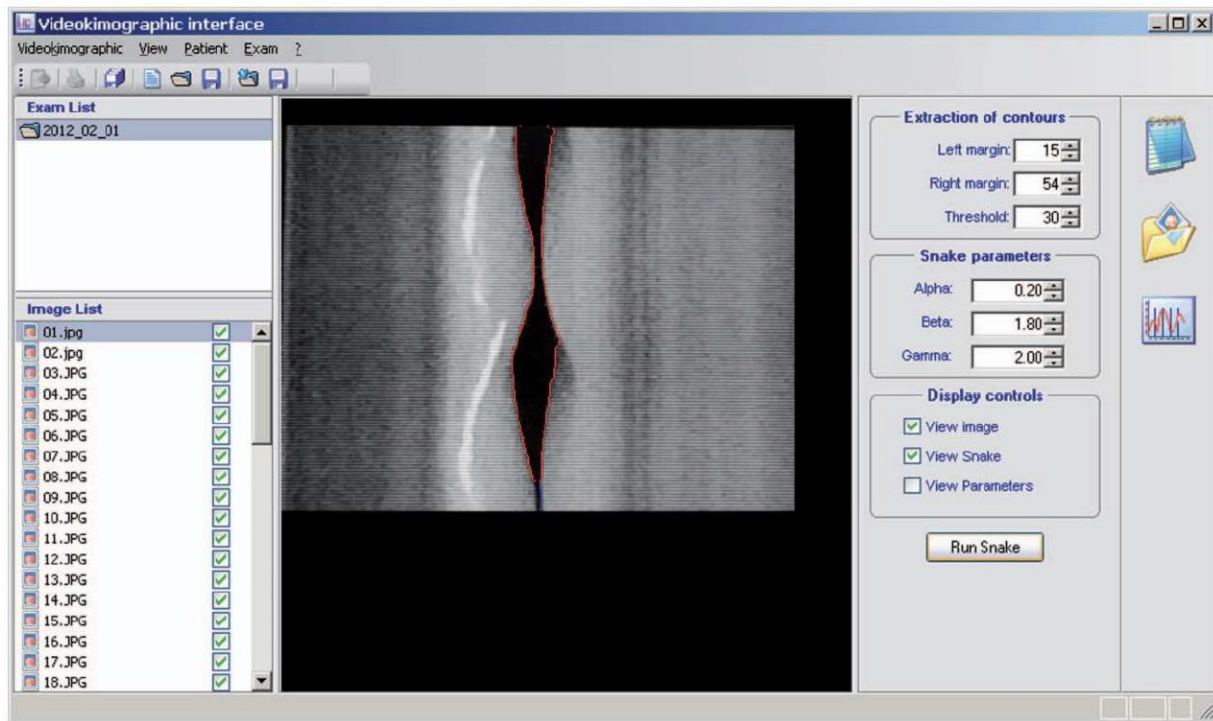 Videokimographic interface
Videokimographic View Patient Exam ?
Exam List
2012_02_01
Image List
01.jpg
02.jpg
03.JPG
04.JPG
05.JPG
06.JPG
07.JPG
08.JPG
09.JPG
10.JPG
11.JPG
12.JPG
13.JPG
14.JPG
15.JPG
16.JPG
17.JPG
18.JPG
Extraction of contours
Left margin: 15
Right margin: 54
Threshold: 30
Snake parameters
Alpha: 0.20
Beta: 1.80
Gamma: 2.00
Display controls
View image
View Snake
View Parameters
Run Snake